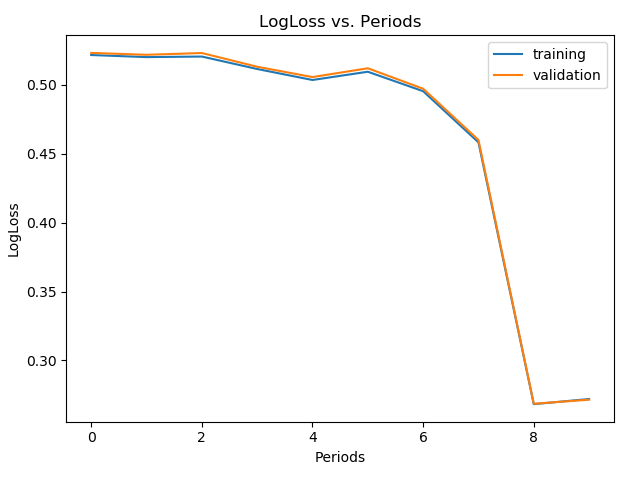 LogLoss vs. Periods
training
validation
0.50
0.45
0.40
0.35
0.30
LogLoss
0 2 4 6 8
Periods